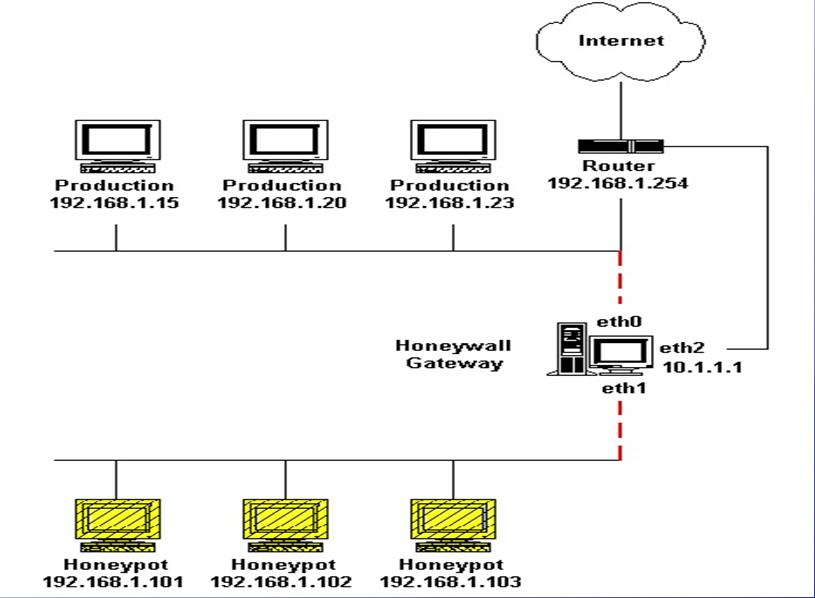 Internet
Production
192.168.1.15
Production
192.168.1.20
Production
192.168.1.23
Router
192.168.1.254
Honeywall
Gateway
eth0
eth2
10.1.1.1
eth1
Honeypot
192.168.1.101
Honeypot
192.168.1.102
Honeypot
192.168.1.103